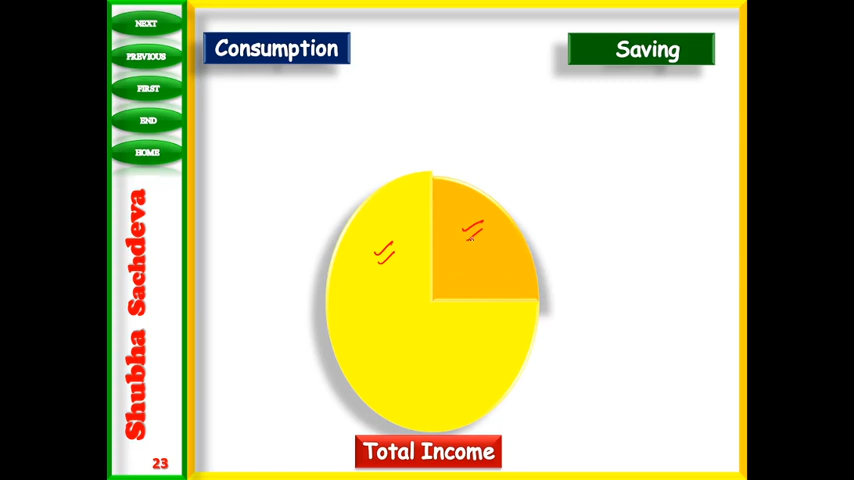 NEXT
PREVIOUS
FIRST
END
HOME
Shubha Sachdeva
23
Consumption
Saving
Total Income